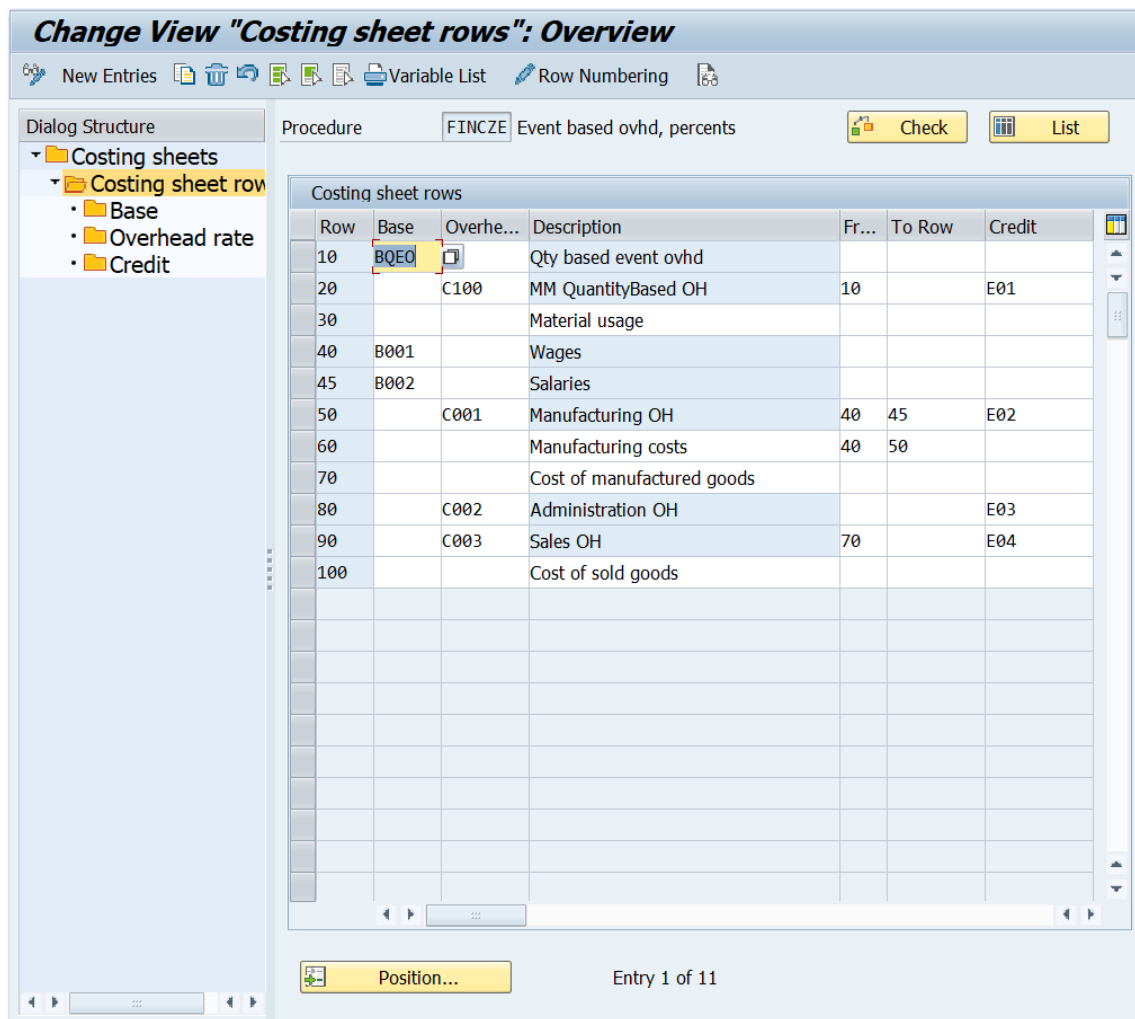 Change View "Costing sheet rows": Overview
New Entries Variable List Row Numbering
Dialog Structure
Costing sheets
Costing sheet row
Base
Overhead rate
Credit
Procedure FINCZE Event based ovhd, percents Check List
Costing sheet rows
Row Base Overhe... Description Fr... To Row Credit
10 BQEO Qty based event ovhd
20 C100 MM QuantityBased OH 10 E01
30 Material usage
40 B001 Wages
45 B002 Salaries
50 C001 Manufacturing OH 40 45 E02
60 Manufacturing costs 40 50
70 Cost of manufactured goods
80 C002 Administration OH E03
90 C003 Sales OH 70 E04
100 Cost of sold goods
Position... Entry 1 of 11